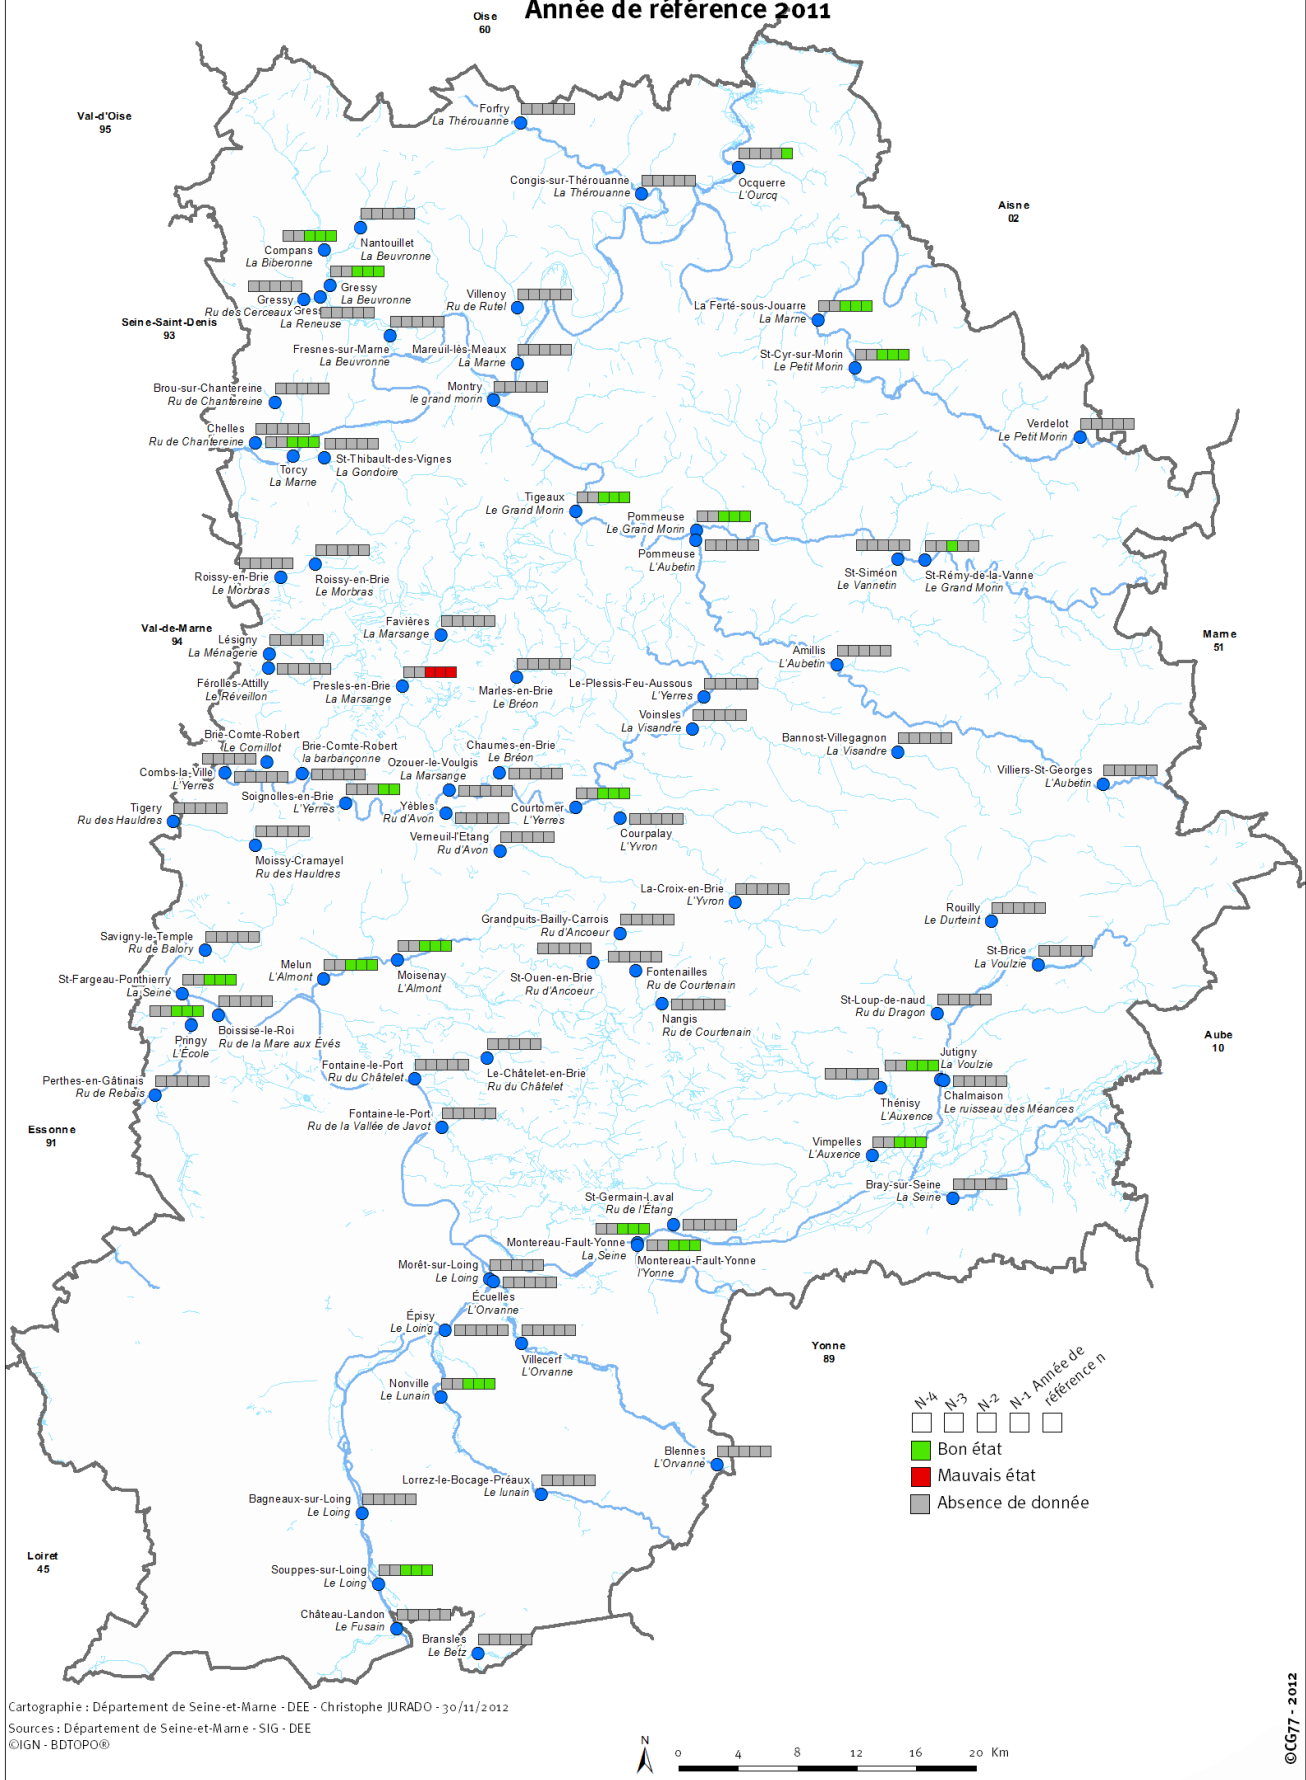 Année de référence 2011
Oise
60
Val-d'Oise
95
Forfry
La Thérouanne
Congis-sur-Thérouanne
La Thérouanne
Ocquerre
L'Ourcq
Aisne
02
Nantouillet
La Beuvronne
Compans
La Biberonne
Gressy
La Beuvronne
Gressy
Ru des Cerceaux
Gress
La Reneuse
Villenoy
Ru de Rutel
La Ferté-sous-Jouarre
La Marne
Seine-Saint-Denis
93
Fresnes-sur-Marne
La Beuvronne
Mareuil-lès-Meaux
La Marne
St-Cyr-sur-Morin
Le Petit Morin
Brou-sur-Chantereine
Ru de Chantereine
Montry
le grand morin
Verdelot
Le Petit Morin
Chelles
Ru de Chantereine
St-Thibault-des-Vignes
La Gondoire
Torcy
La Marne
Tigeaux
Le Grand Morin
Pommeuse
Le Grand Morin
Pommeuse
L'Aubetin
St-Siméon
Le Vannetin
St-Rémy-de-la-Vanne
Le Grand Morin
Roissy-en-Brie
Le Morbras
Roissy-en-Brie
Le Morbras
Val-de-Marne
94
Favières
La Marsange
Lésigny
La Ménagerie
Marne
51
Amillis
L'Aubetin
Férolles-Attilly
Le Réveillon
Presles-en-Brie
La Marsange
Marles-en-Brie
Le Bréon
Le-Plessis-Feu-Aussous
L'Yerres
Voinsles
La Visandre
Bannost-Villegagnon
La Visandre
Brie-Comte-Robert
Le Cornillot
Brie-Comte-Robert
la barbançonne
Chaumes-en-Brie
Le Bréon
Ozouer-le-Voulgis
La Marsange
Combs-la-Ville
L'Yerres
Villiers-St-Georges
L'Aubetin
Soignolles-en-Brie
L'Yerres
Tigery
Ru des Hauldres
Yèbles
Ru d'Avon
Courtomer
L'Yerres
Courpalay
L'Yvron
Verneuil-l'Etang
Ru d'Avon
Moissy-Cramayel
Ru des Hauldres
La-Croix-en-Brie
L'Yvron
Rouilly
Le Durteint
Grandpuits-Bailly-Carrois
Ru d'Ancoeur
Savigny-le-Temple
Ru de Balory
St-Brice
La Voulzie
Melun
L'Almont
Moisenay
L'Almont
St-Ouen-en-Brie
Ru d'Ancoeur
Fontenailles
Ru de Courtenain
St-Fargeau-Ponthierry
La Seine
St-Loup-de-naud
Ru du Dragon
Nangis
Ru de Courtenain
Boissise-le-Roi
Ru de la Mare aux Évés
Pringy
L'École
Aube
10
Jutigny
La Voulzie
Fontaine-le-Port
Ru du Châtelet
Le-Châtelet-en-Brie
Ru du Châtelet
Perthes-en-Gâtinais
Ru de Rebais
Thénisy
L'Auxence
Chalmaison
Le ruisseau des Méances
Fontaine-le-Port
Ru de la Vallée de Javot
Essonne
91
Vimpelles
L'Auxence
Bray-sur-Seine
La Seine
St-Germain-Laval
Ru de l'Étang
Montereau-Fault-Yonne
La Seine
Montereau-Fault-Yonne
l'Yonne
Morêt-sur-Loing
Le Loing
Écuelles
L'Orvanne
Épisy
Le Loing
Villecerf
L'Orvanne
Yonne
89
Nonville
Le Lunain
N-4
N-3
N-2
N-1
Année de
référence n
Bon état
Mauvais état
Absence de donnée
Blennes
L'Orvanne
Lorrez-le-Bocage-Préaux
Le lunain
Bagneaux-sur-Loing
Le Loing
Loiret
45
Souppes-sur-Loing
Le Loing
Château-Landon
Le Fusain
Bransles
Le Betz
Cartographie : Département de Seine-et-Marne - DEE - Christophe JURADO - 30/11/2012
Sources : Département de Seine-et-Marne - SIG - DEE
©IGN - BDTOPO®
N
0 4 8 12 16 20 Km
©CG77 - 2012